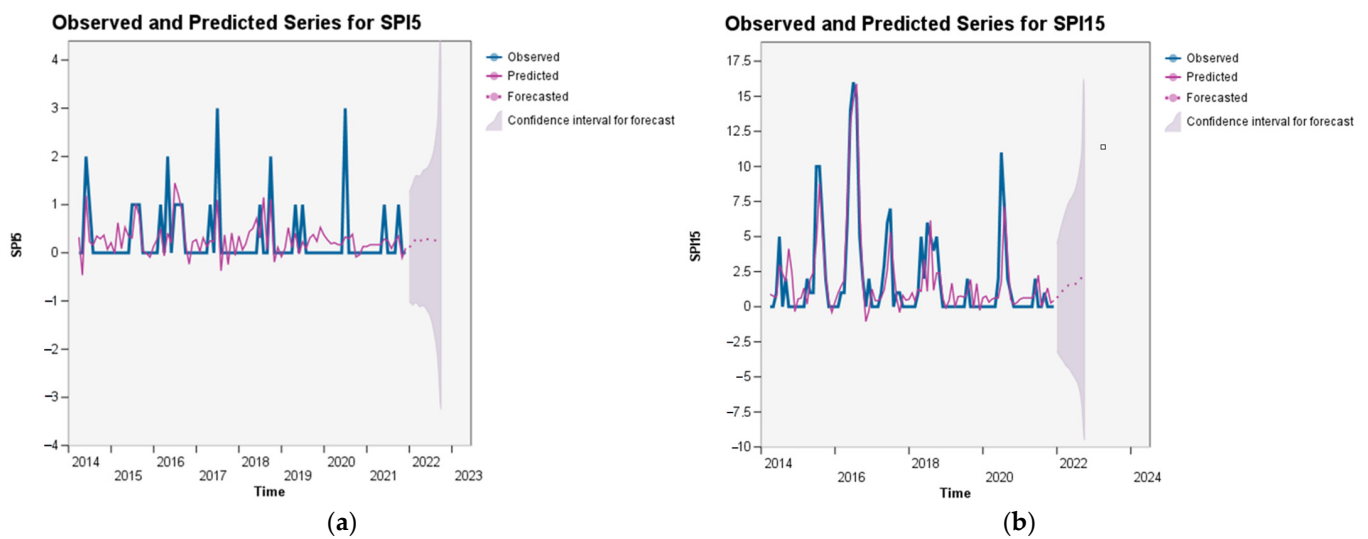 Observed and Predicted Series for SPI5
4
3
2
1
0
−1
−2
−3
−4
SPI5
2014
2015
2016
2017
2018
2019
2020
2021
2022
2023
Time
Observed
Predicted
Forecasted
Confidence interval for forecast
(a)
Observed and Predicted Series for SPI15
17.5
15
12.5
10
7.5
5
2.5
0
−2.5
−5
−7.5
−10
SPI15
2014
2016
2018
2020
2022
2024
Time
Observed
Predicted
Forecasted
Confidence interval for forecast
(b)